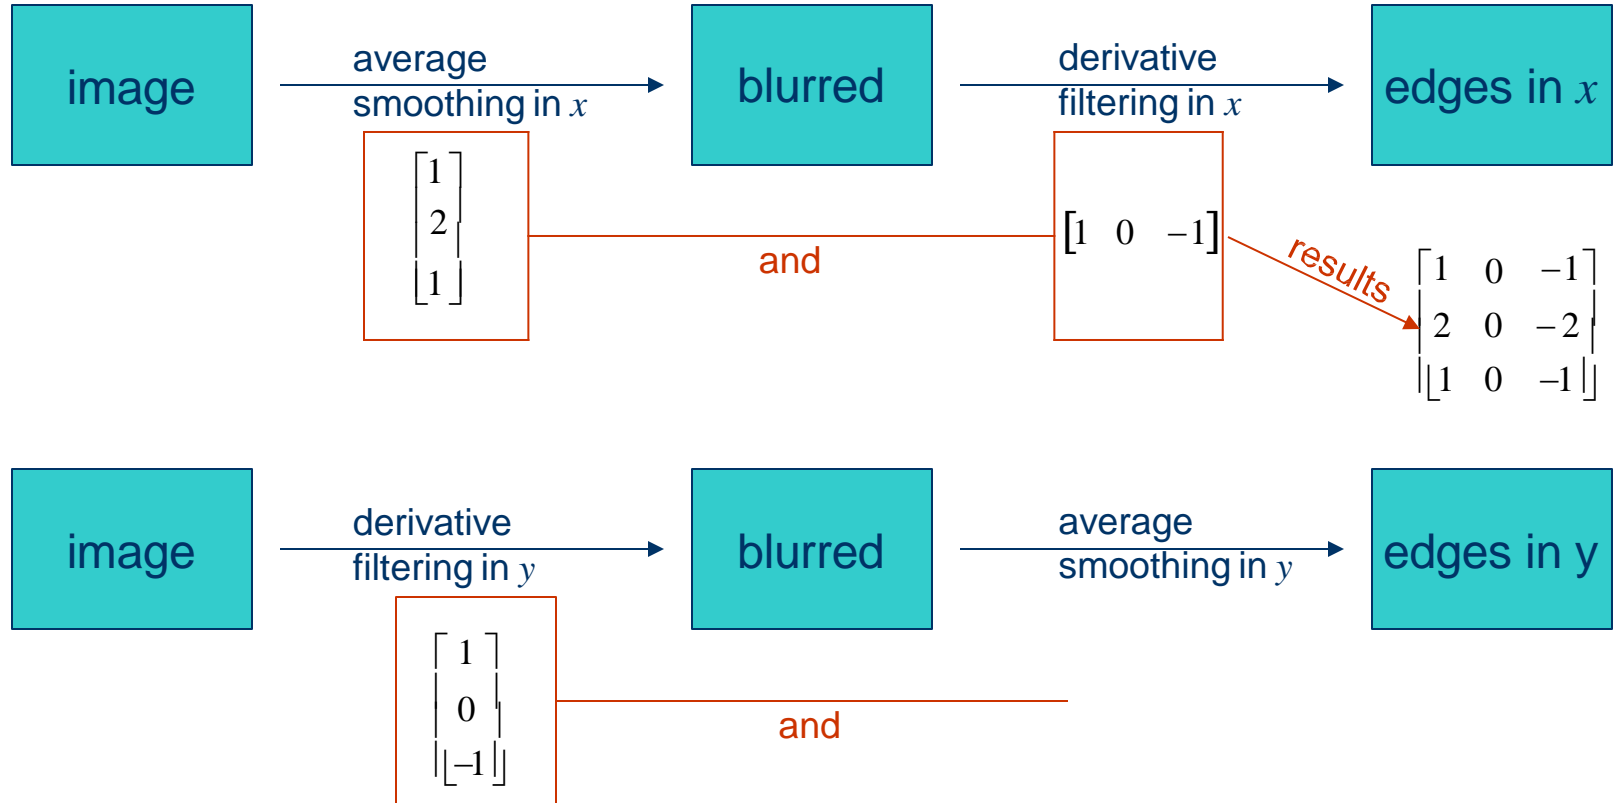 image
average
smoothing in x
blurred
derivative
filtering in x
edges in x
[1
2
1]
and
[1 0 −1]
results
[1 0 −1
2 0 −2
1 0 −1]
image
derivative
filtering in y
blurred
average
smoothing in y
edges in y
[1
0
−1]
and